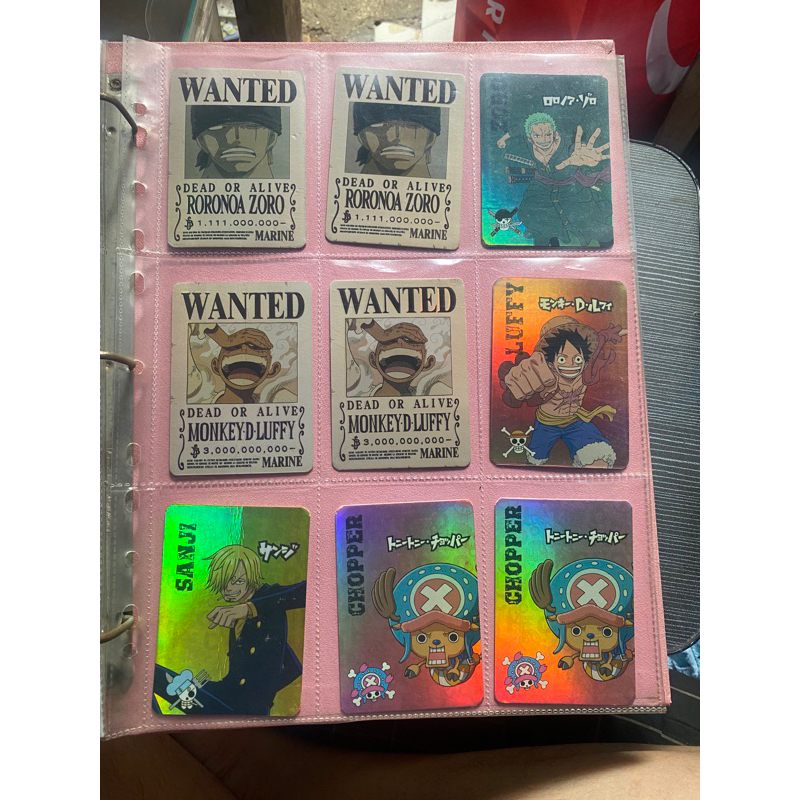 WANTED
DEAD OR ALIVE
RORONOA ZORO
1.111.000.000-
MARINE
WANTED
DEAD OR ALIVE
RORONOA ZORO
1.111.000.000-
MARINE
ロロノア・ゾロ
WANTED
DEAD OR ALIVE
MONKEY·D·LUFFY
3,000,000,000-
MARINE
WANTED
DEAD OR ALIVE
MONKEY·D·LUFFY
3,000,000,000-
MARINE
LUFFY
モンキー・D・ルフィ
SANJI
サンジ
CHOPPER
トニートニー・チョッパー
CHOPPER
トニートニー・チョッパー